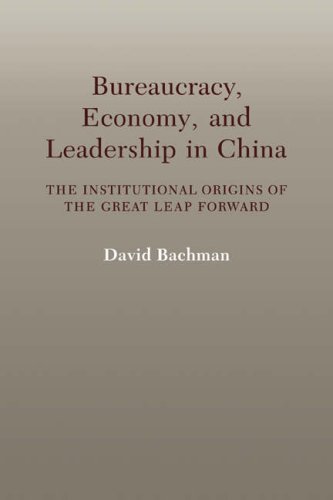 Bureaucracy,
Economy, and
Leadership in China
THE INSTITUTIONAL ORIGINS OF
THE GREAT LEAP FORWARD
David Bachman